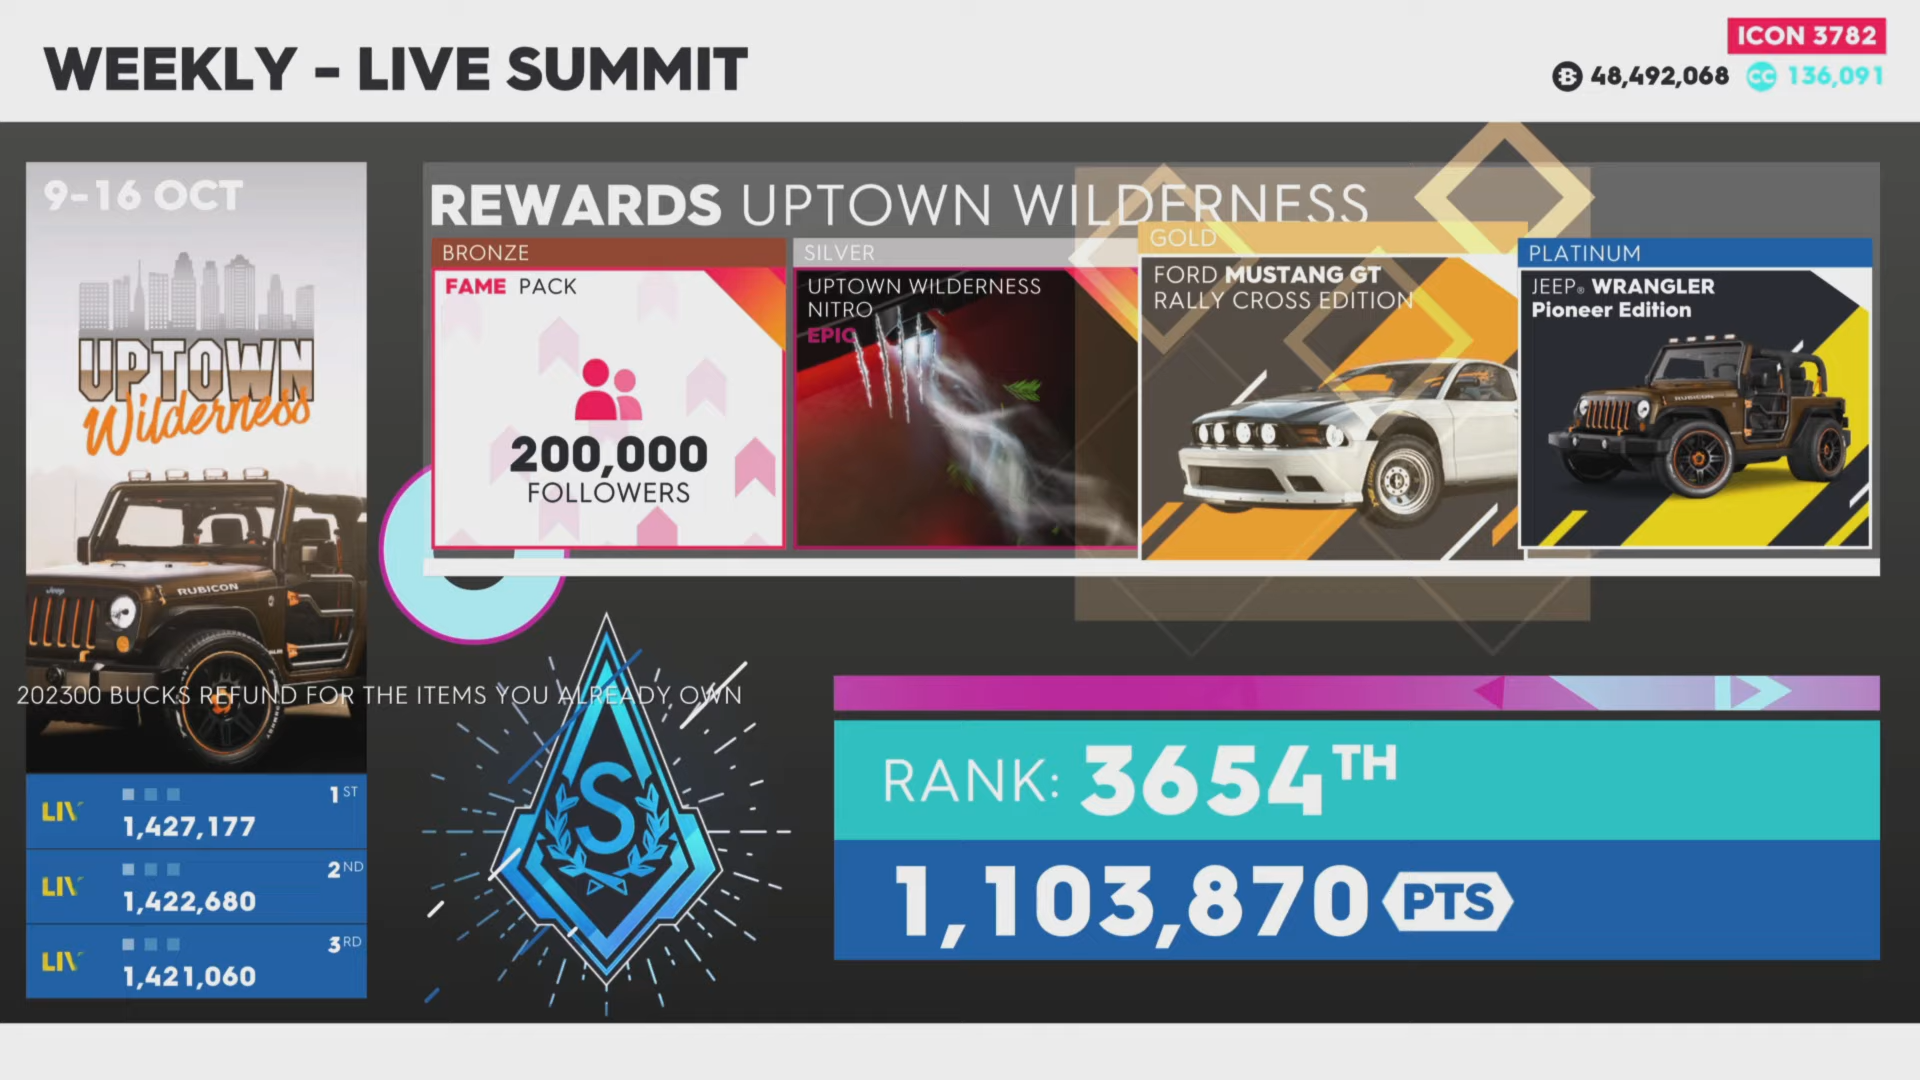 WEEKLY - LIVE SUMMIT
ICON 3782
48,492,068 CC 136,091
9-16 OCT
UPTOWN
Wilderness
Jeep
RUBICON
REWARDS UPTOWN WILDERNESS
BRONZE
FAME PACK
200,000
FOLLOWERS
SILVER
UPTOWN WILDERNESS
NITRO
EPIC
GOLD
FORD MUSTANG GT
RALLY CROSS EDITION
PLATINUM
JEEP® WRANGLER
Pioneer Edition
RUBICON
202300 BUCKS REFUND FOR THE ITEMS YOU ALREADY OWN
LIV
1,427,177
1ST
LIV
1,422,680
2ND
LIV
1,421,060
3RD
S
RANK: 3654TH
1,103,870 PTS